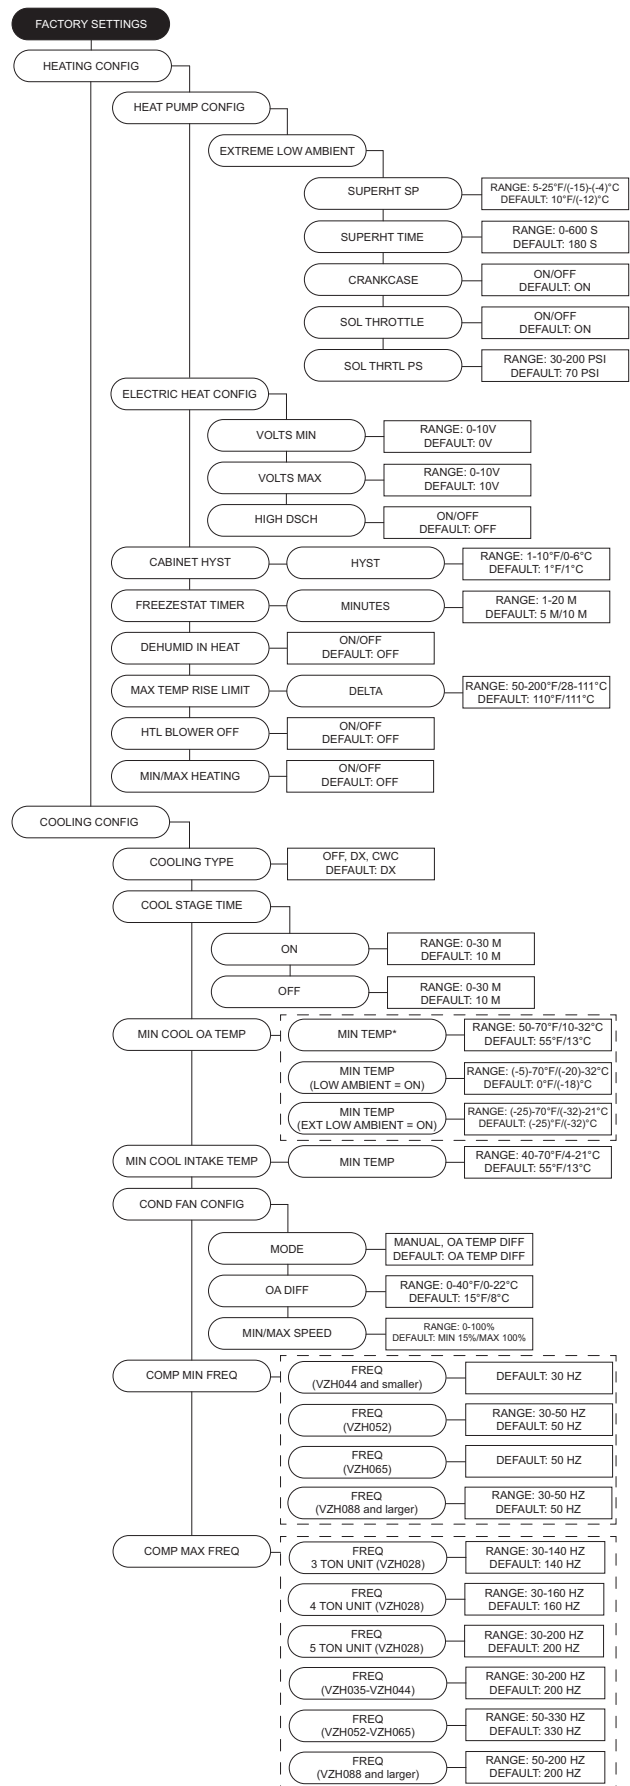 FACTORY SETTINGS
HEATING CONFIG
HEAT PUMP CONFIG
EXTREME LOW AMBIENT
SUPERHT SP
RANGE: 5-25°F/(-15)-(-4)°C
DEFAULT: 10°F/(-12)°C
SUPERHT TIME
RANGE: 0-600 S
DEFAULT: 180 S
CRANKCASE
ON/OFF
DEFAULT: ON
SOL THROTTLE
ON/OFF
DEFAULT: ON
SOL THRTL PS
RANGE: 30-200 PSI
DEFAULT: 70 PSI
ELECTRIC HEAT CONFIG
VOLTS MIN
RANGE: 0-10V
DEFAULT: 0V
VOLTS MAX
RANGE: 0-10V
DEFAULT: 10V
HIGH DSCH
ON/OFF
DEFAULT: OFF
CABINET HYST
HYST
RANGE: 1-10°F/0-6°C
DEFAULT: 1°F/1°C
FREEZESTAT TIMER
MINUTES
RANGE: 1-20 M
DEFAULT: 5 M/10 M
DEHUMID IN HEAT
ON/OFF
DEFAULT: OFF
MAX TEMP RISE LIMIT
DELTA
RANGE: 50-200°F/28-111°C
DEFAULT: 110°F/111°C
HTL BLOWER OFF
ON/OFF
DEFAULT: OFF
MIN/MAX HEATING
ON/OFF
DEFAULT: OFF
COOLING CONFIG
COOLING TYPE
OFF, DX, CWC
DEFAULT: DX
COOL STAGE TIME
ON
RANGE: 0-30 M
DEFAULT: 10 M
OFF
RANGE: 0-30 M
DEFAULT: 10 M
MIN COOL OA TEMP
MIN TEMP*
RANGE: 50-70°F/10-32°C
DEFAULT: 55°F/13°C
MIN TEMP
(LOW AMBIENT = ON)
RANGE: (-5)-70°F/(-20)-32°C
DEFAULT: 0°F/(-18)°C
MIN TEMP
(EXT LOW AMBIENT = ON)
RANGE: (-25)-70°F/(-32)-21°C
DEFAULT: (-25)°F/(-32)°C
MIN COOL INTAKE TEMP
MIN TEMP
RANGE: 40-70°F/4-21°C
DEFAULT: 55°F/13°C
COND FAN CONFIG
MODE
MANUAL, OA TEMP DIFF
DEFAULT: OA TEMP DIFF
OA DIFF
RANGE: 0-40°F/0-22°C
DEFAULT: 15°F/8°C
MIN/MAX SPEED
RANGE: 0-100%
DEFAULT: MIN 15%/MAX 100%
COMP MIN FREQ
FREQ
(VZH044 and smaller)
DEFAULT: 30 HZ
FREQ
(VZH052)
RANGE: 30-50 HZ
DEFAULT: 50 HZ
FREQ
(VZH065)
DEFAULT: 50 HZ
FREQ
(VZH088 and larger)
RANGE: 30-50 HZ
DEFAULT: 50 HZ
COMP MAX FREQ
FREQ
3 TON UNIT (VZH028)
RANGE: 30-140 HZ
DEFAULT: 140 HZ
FREQ
4 TON UNIT (VZH028)
RANGE: 30-160 HZ
DEFAULT: 160 HZ
FREQ
5 TON UNIT (VZH028)
RANGE: 30-200 HZ
DEFAULT: 200 HZ
FREQ
(VZH035-VZH044)
RANGE: 30-200 HZ
DEFAULT: 200 HZ
FREQ
(VZH052-VZH065)
RANGE: 50-330 HZ
DEFAULT: 330 HZ
FREQ
(VZH088 and larger)
RANGE: 50-200 HZ
DEFAULT: 200 HZ